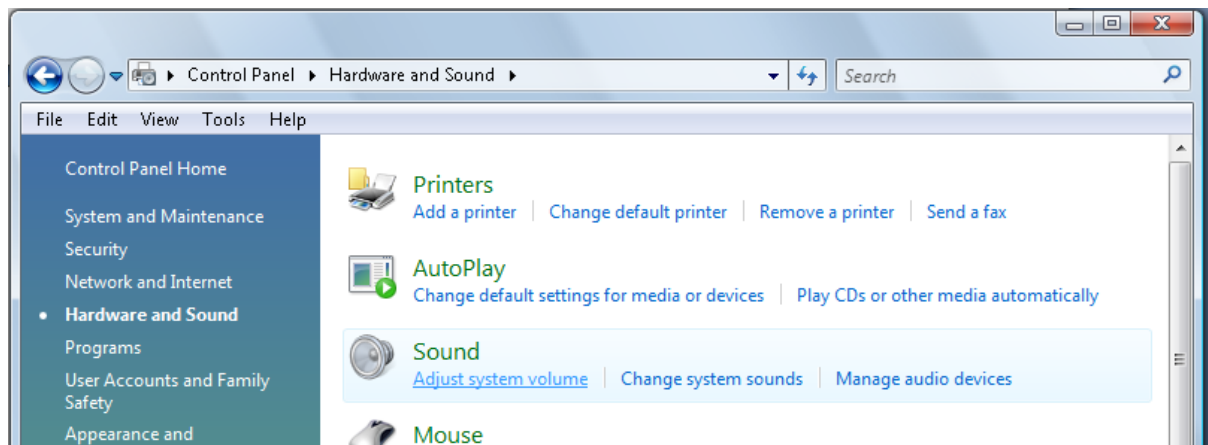 Control Panel Hardware and Sound Search
File Edit View Tools Help
Control Panel Home
System and Maintenance
Security
Network and Internet
Hardware and Sound
Programs
User Accounts and Family
Safety
Appearance and
Printers
Add a printer Change default printer Remove a printer Send a fax
AutoPlay
Change default settings for media or devices Play CDs or other media automatically
Sound
Adjust system volume Change system sounds Manage audio devices
Mouse